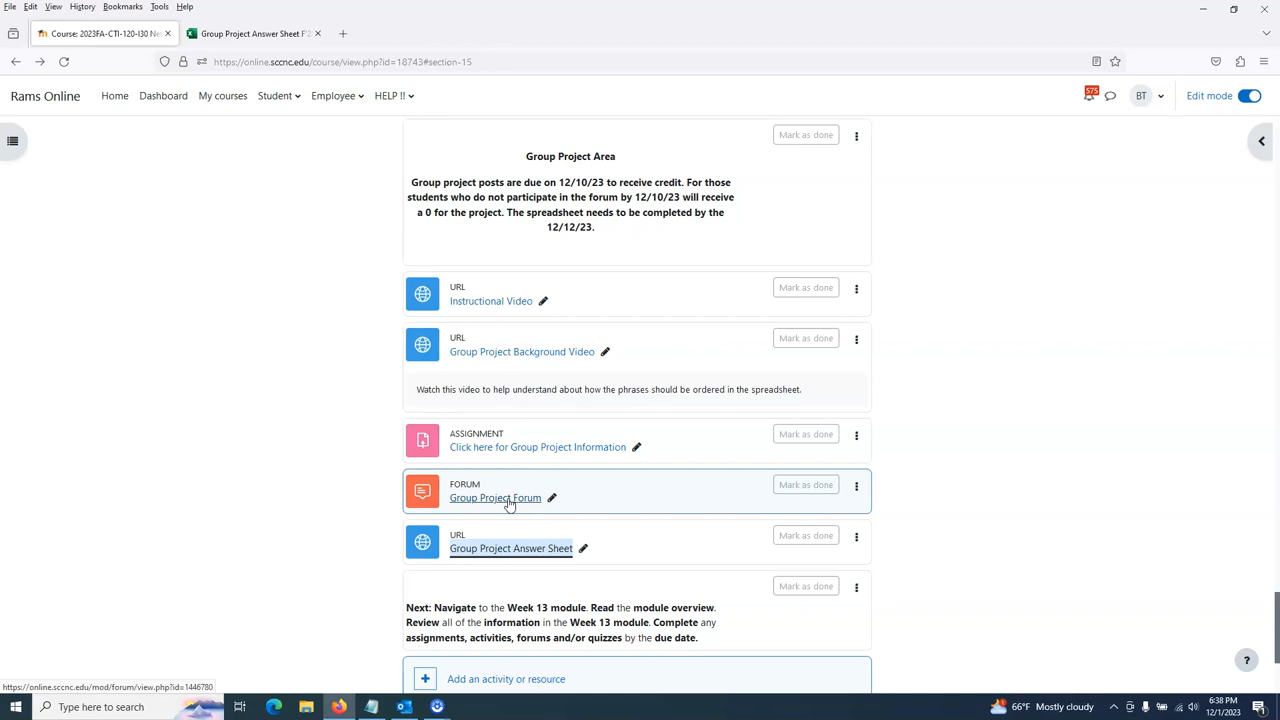 File Edit View History Bookmarks Tools Help
Course: 2023FA-CTI-120-I30 Ne
Group Project Answer Sheet F'2
https://online.sccnc.edu/course/view.php?id=18743#section-15
Rams Online Home Dashboard My courses Student Employee HELP !! 575 BT Edit mode
Mark as done
Group Project Area
Group project posts are due on 12/10/23 to receive credit. For those
students who do not participate in the forum by 12/10/23 will receive
a 0 for the project. The spreadsheet needs to be completed by the
12/12/23.
URL
Mark as done
Instructional Video
URL
Mark as done
Group Project Background Video
Watch this video to help understand about how the phrases should be ordered in the spreadsheet.
ASSIGNMENT
Mark as done
Click here for Group Project Information
FORUM
Mark as done
Group Project Forum
URL
Mark as done
Group Project Answer Sheet
Mark as done
Next: Navigate to the Week 13 module. Read the module overview.
Review all of the information in the Week 13 module. Complete any
assignments, activities, forums and/or quizzes by the due date.
Add an activity or resource
?
https://online.sccnc.edu/mod/forum/view.php?id=1446780
Type here to search
66°F Mostly cloudy
6:38 PM
12/1/2023